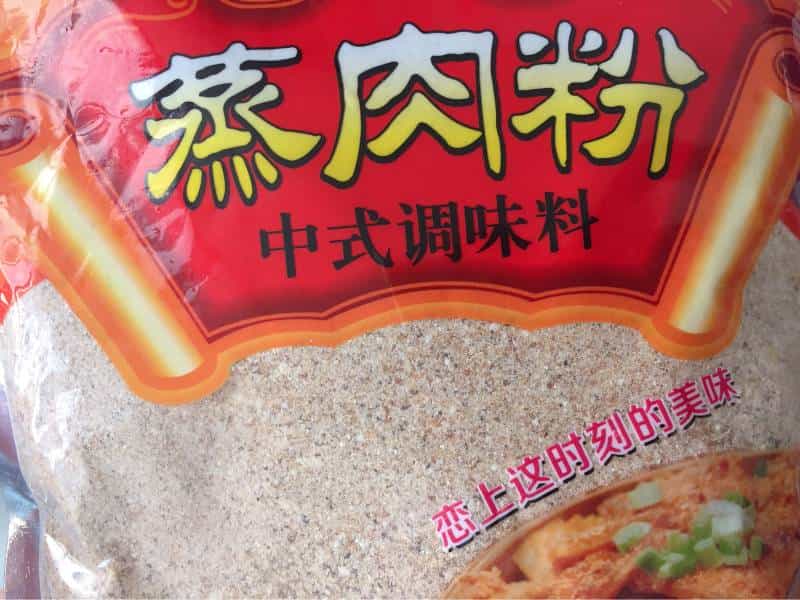 蒸肉粉
中式调味料
恋上这时刻的美味